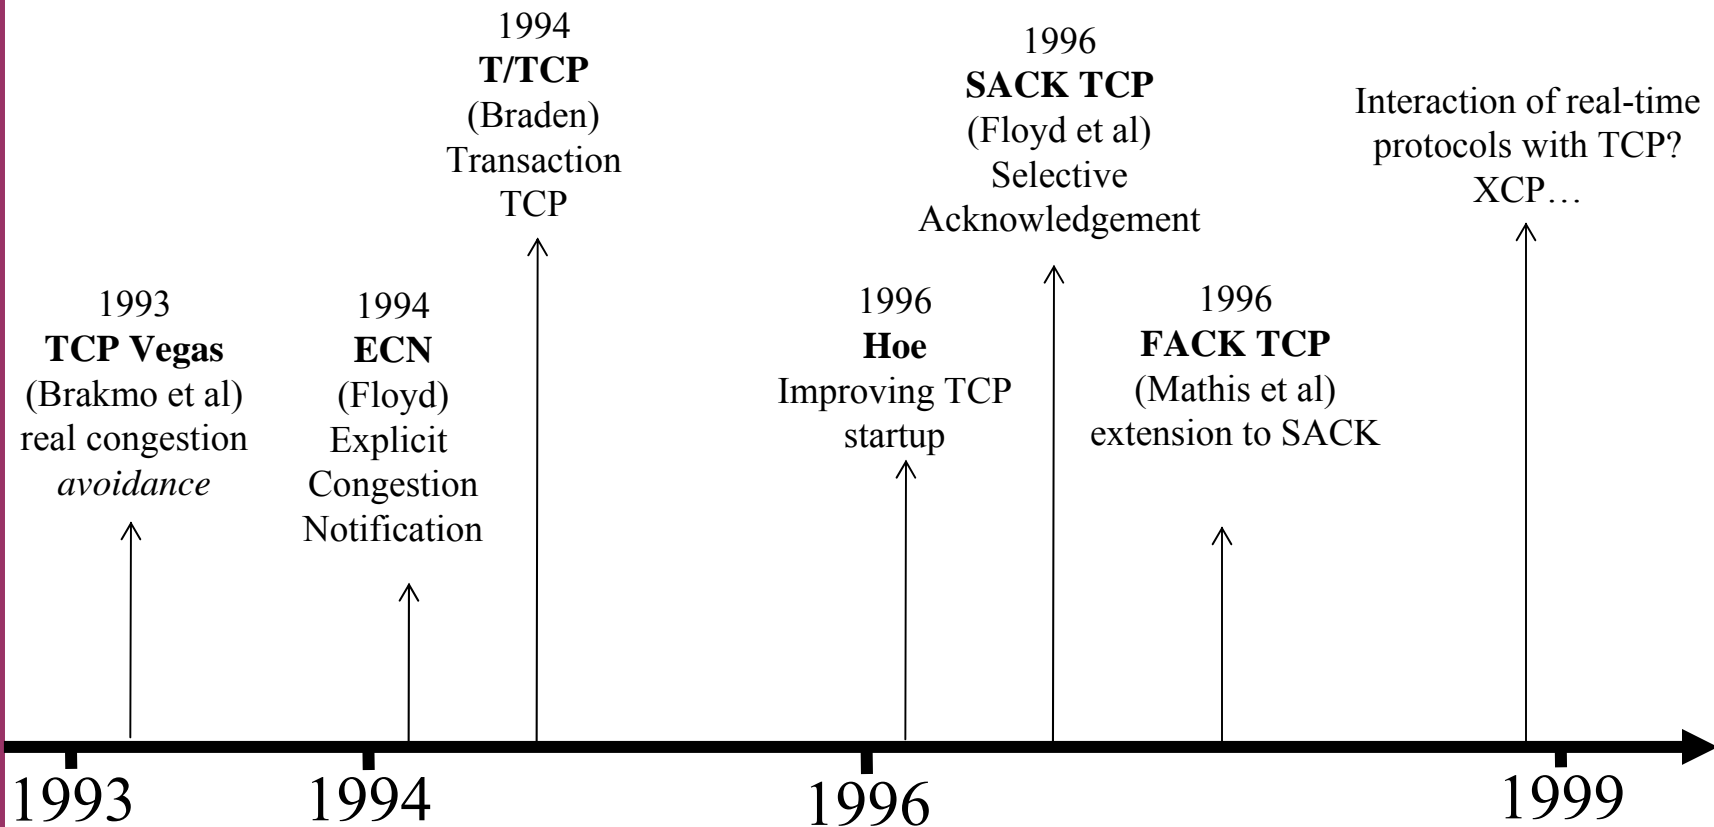 1993
TCP Vegas
(Brakmo et al)
real congestion
avoidance
1994
ECN
(Floyd)
Explicit
Congestion
Notification
1994
T/TCP
(Braden)
Transaction
TCP
1996
Hoe
Improving TCP
startup
1996
SACK TCP
(Floyd et al)
Selective
Acknowledgement
1996
FACK TCP
(Mathis et al)
extension to SACK
Interaction of real-time
protocols with TCP?
XCP…
1993
1994
1996
1999